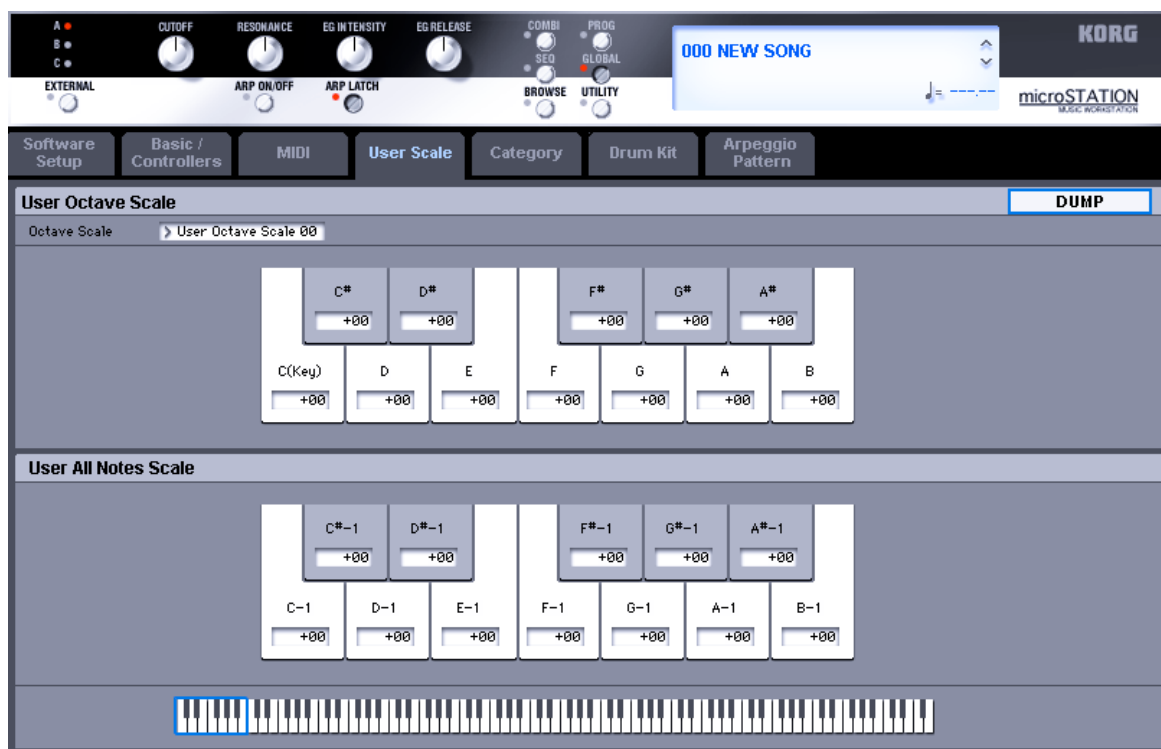 A
B
C
CUTOFF RESONANCE EG INTENSITY EG RELEASE
COMBI PROG
SEQ GLOBAL
EXTERNAL ARP ON/OFF ARP LATCH
BROWSE UTILITY
000 NEW SONG
♩= ---.--
KORG
microSTATION
MUSIC WORKSTATION
Software Setup
Basic / Controllers
MIDI
User Scale
Category
Drum Kit
Arpeggio Pattern
User Octave Scale
DUMP
Octave Scale > User Octave Scale 00
C# D# F# G# A#
+00 +00 +00 +00 +00
C(Key) D E F G A B
+00 +00 +00 +00 +00 +00 +00
User All Notes Scale
C#-1 D#-1 F#-1 G#-1 A#-1
+00 +00 +00 +00 +00
C-1 D-1 E-1 F-1 G-1 A-1 B-1
+00 +00 +00 +00 +00 +00 +00